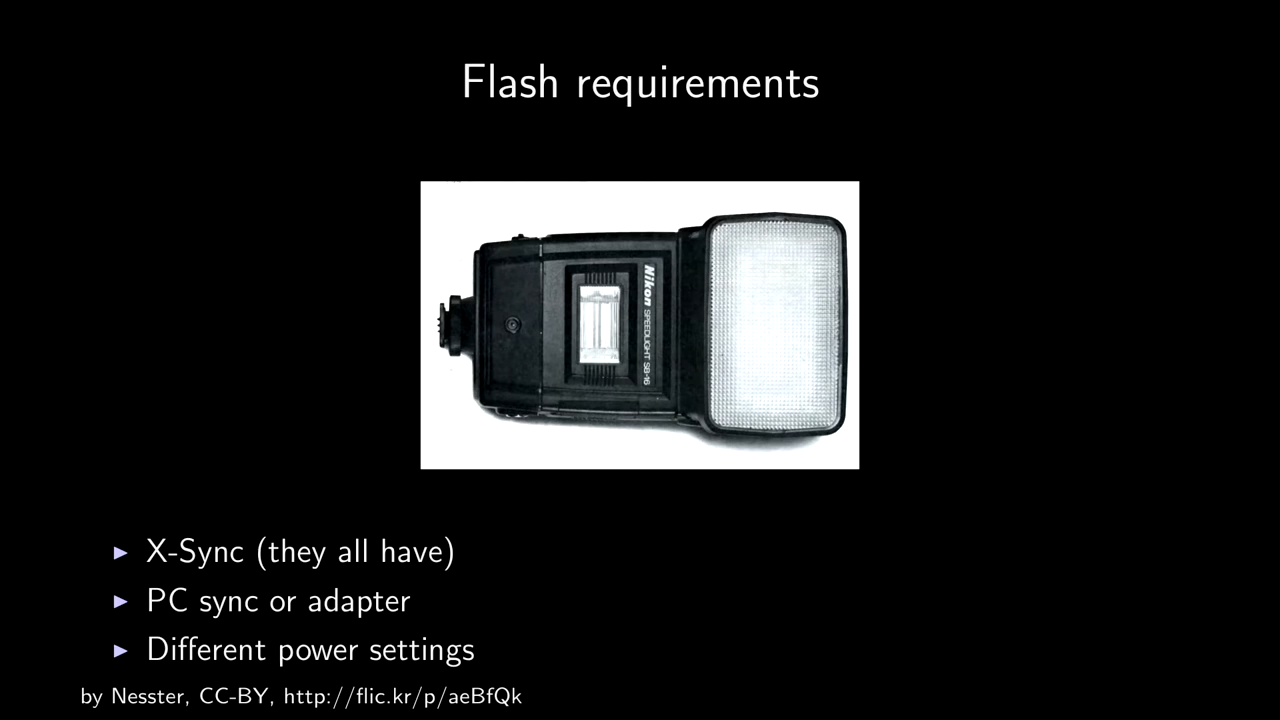 Flash requirements
Nikon SPEEDLIGHT SB-16
▶ X-Sync (they all have)
▶ PC sync or adapter
▶ Different power settings
by Nesster, CC-BY, http://flic.kr/p/aeBfQk